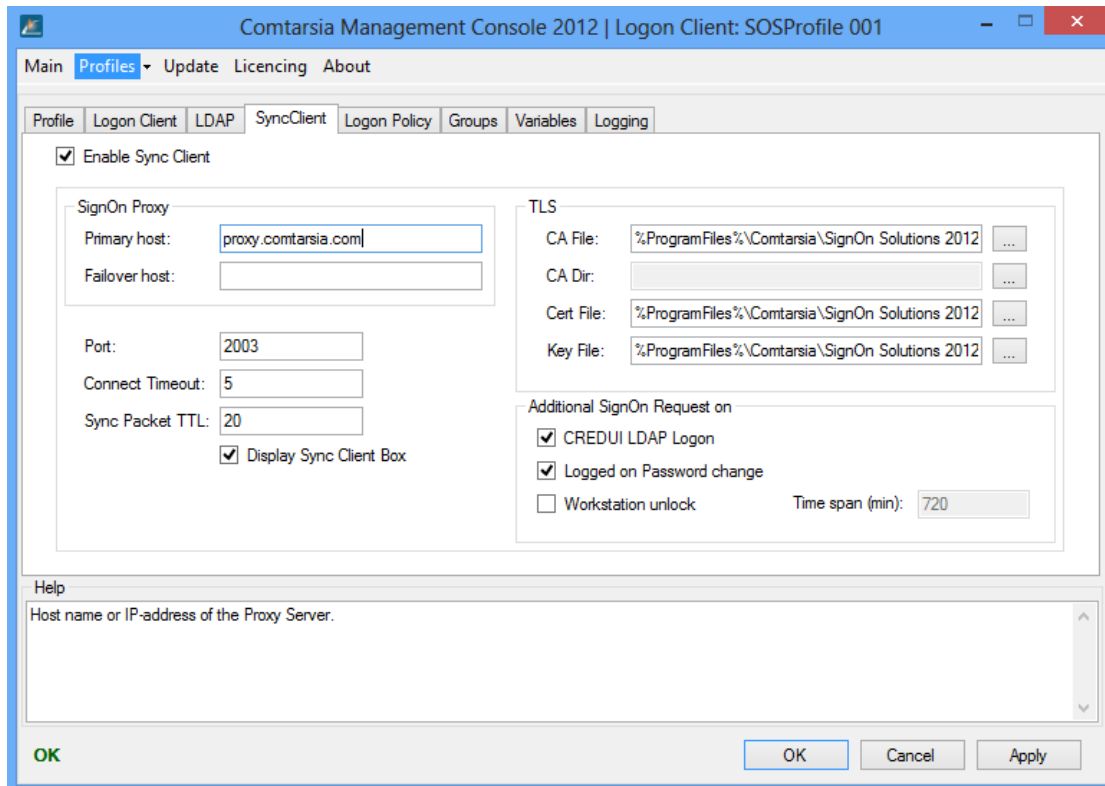 Comtarsia Management Console 2012 | Logon Client: SOSProfile 001
Main Profiles Update Licencing About
Profile Logon Client LDAP SyncClient Logon Policy Groups Variables Logging
Enable Sync Client
SignOn Proxy
Primary host: proxy.comtarsia.com
Failover host:
Port: 2003
Connect Timeout: 5
Sync Packet TTL: 20
Display Sync Client Box
TLS
CA File: %ProgramFiles%\Comtarsia\SignOn Solutions 2012 ...
CA Dir: ...
Cert File: %ProgramFiles%\Comtarsia\SignOn Solutions 2012 ...
Key File: %ProgramFiles%\Comtarsia\SignOn Solutions 2012 ...
Additional SignOn Request on
CREDUI LDAP Logon
Logged on Password change
Workstation unlock Time span (min): 720
Help
Host name or IP-address of the Proxy Server.
OK OK Cancel Apply